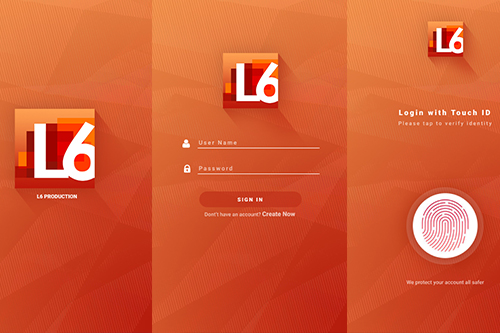 L6
L6 PRODUCTION
L6
User Name
Password
SIGN IN
Dont't have an account? Create Now
L6
Login with Touch ID
Please tap to verify identity
We protect your account all safer